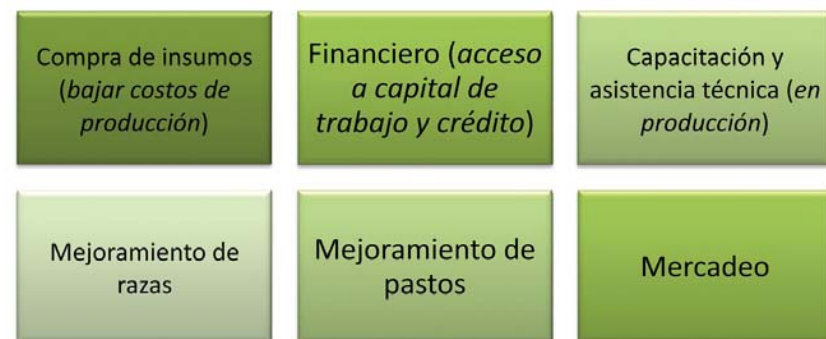 Compra de insumos
(bajar costos de
producción)
Financiero (acceso
a capital de
trabajo y crédito)
Capacitación y
asistencia técnica (en
producción)
Mejoramiento de
razas
Mejoramiento de
pastos
Mercadeo